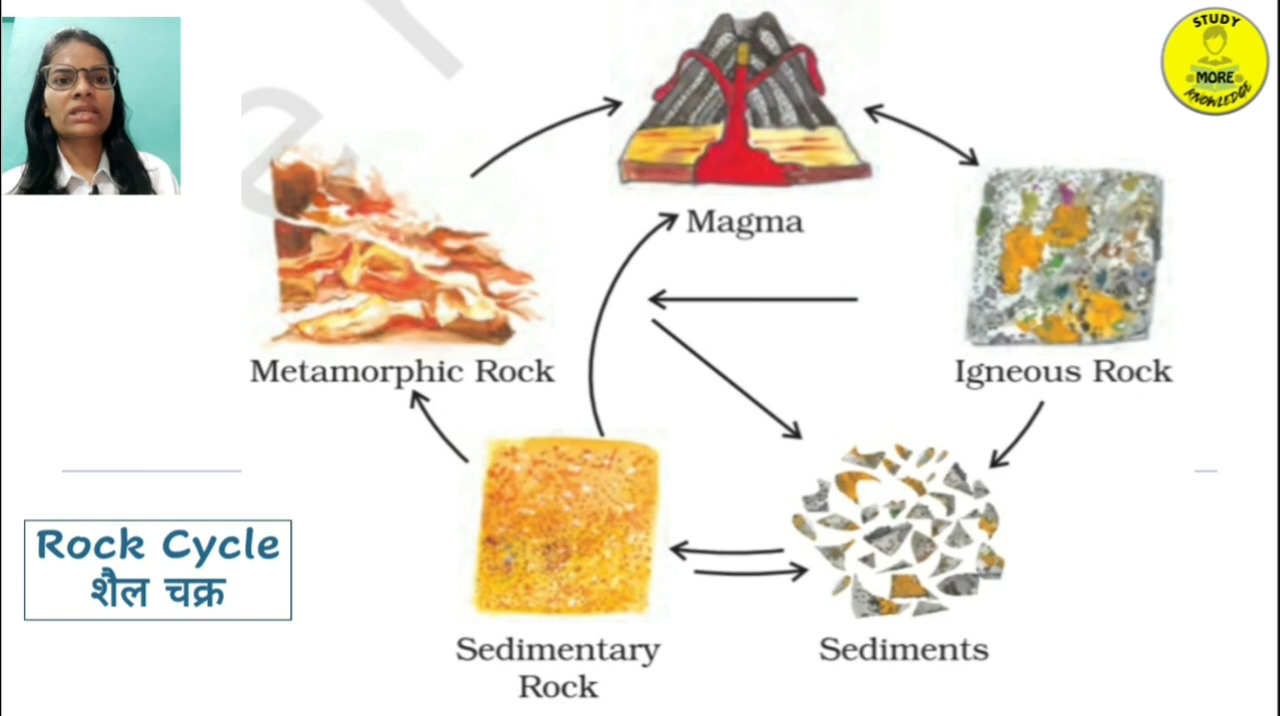 STUDY
MORE
KNOWLEDGE
Magma
Metamorphic Rock
Igneous Rock
Rock Cycle
शैल चक्र
Sedimentary
Rock
Sediments